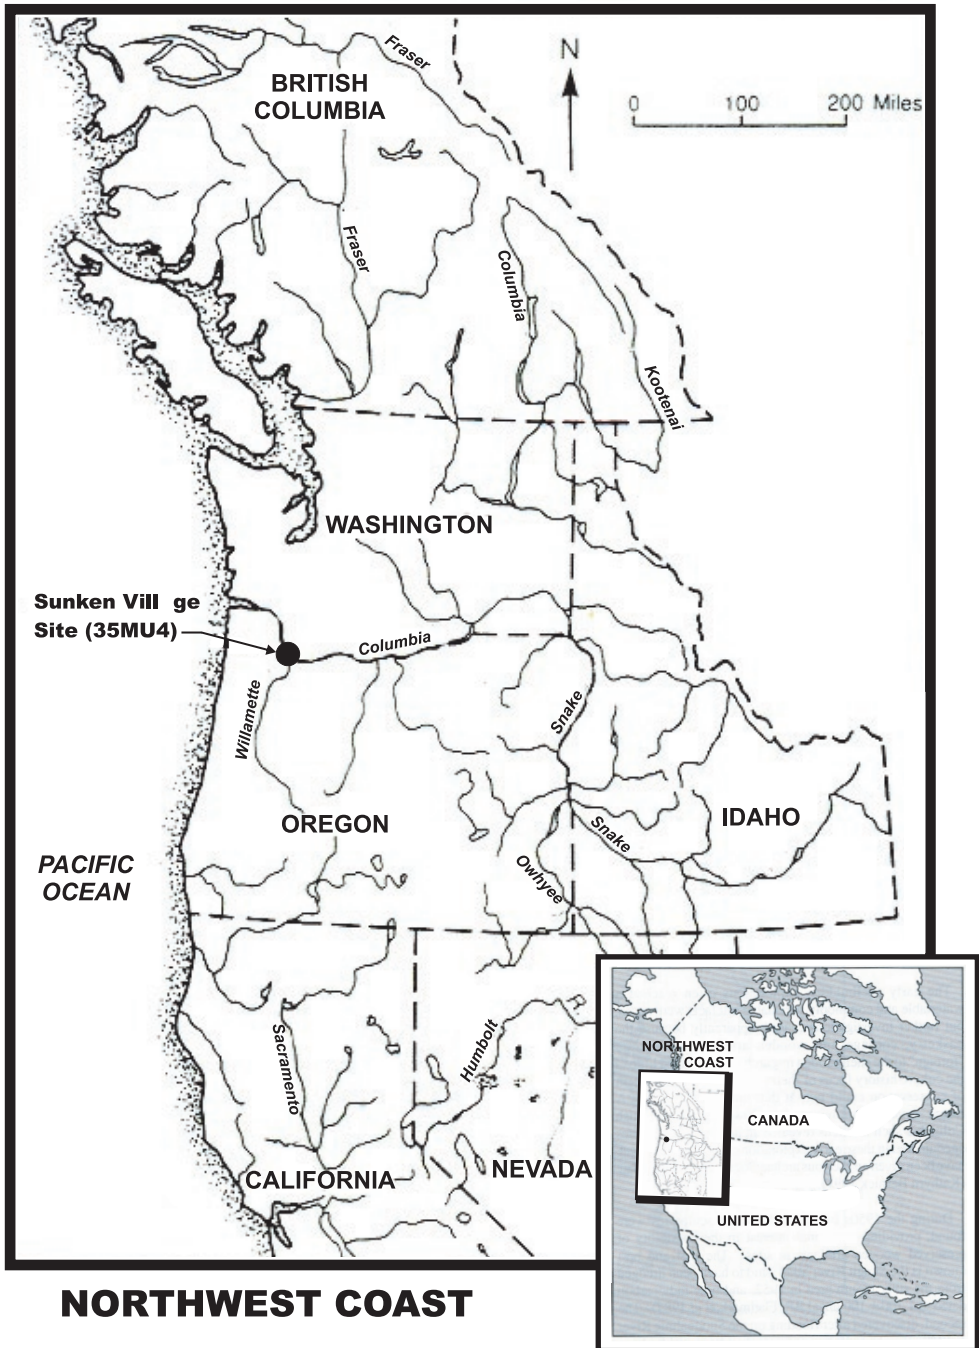 Fraser
BRITISH
COLUMBIA
N
0 100 200 Miles
Fraser
Columbia
Kootenai
WASHINGTON
Sunken Vill ge
Site (35MU4)
Columbia
Willamette
Snake
OREGON
Snake
IDAHO
Owhyee
PACIFIC
OCEAN
Sacramento
Humbolt
CALIFORNIA
NEVADA
NORTHWEST
COAST
CANADA
UNITED STATES
NORTHWEST COAST